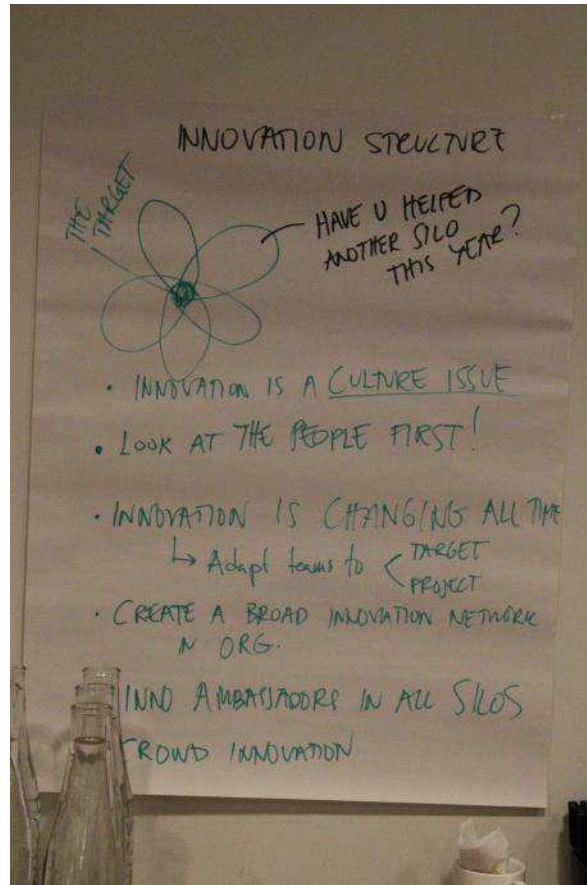 INNOVATION STRUCTURE
THE
TARGET
HAVE U HELPED
ANOTHER SILO
THIS YEAR?
• INNOVATION IS A CULTURE ISSUE
• LOOK AT THE PEOPLE FIRST!
• INNOVATION IS CHANGING ALL TIME
↳ Adapt teams to < TARGET
PROJECT
• CREATE A BROAD INNOVATION NETWORK
IN ORG.
INNO AMBASSADORS IN ALL SILOS
CROWD INNOVATION